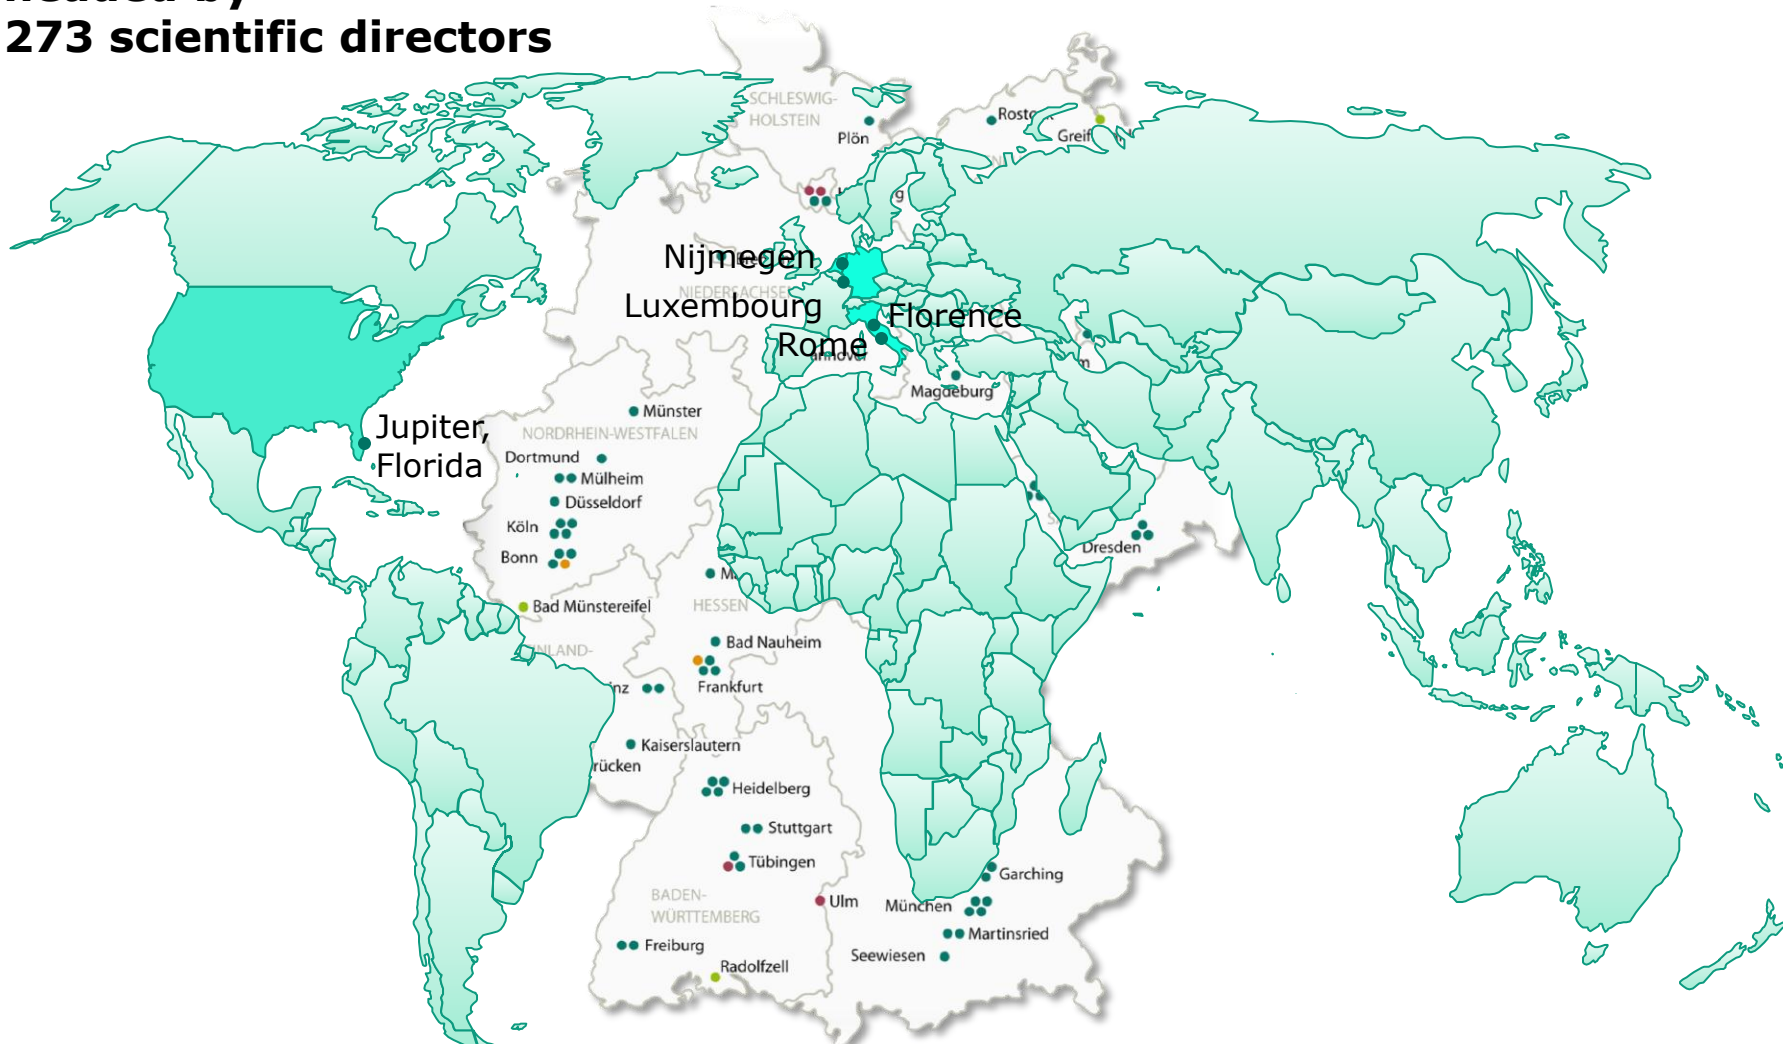 273 scientific directors
SCHLESWIG-
HOLSTEIN
Plön
Nijmegen
Luxembourg
Florence
Rome
Magdeburg
Jupiter,
Florida
Münster
NORDRHEIN-WESTFALEN
Dortmund
Mülheim
Düsseldorf
Köln
Bonn
Dresden
Bad Münstereifel
HESSEN
Bad Nauheim
Frankfurt
Kaiserslautern
Heidelberg
Stuttgart
Tübingen
Garching
BADEN-
WÜRTTEMBERG
Ulm
München
Martinsried
Freiburg
Seewiesen
Radolfzell